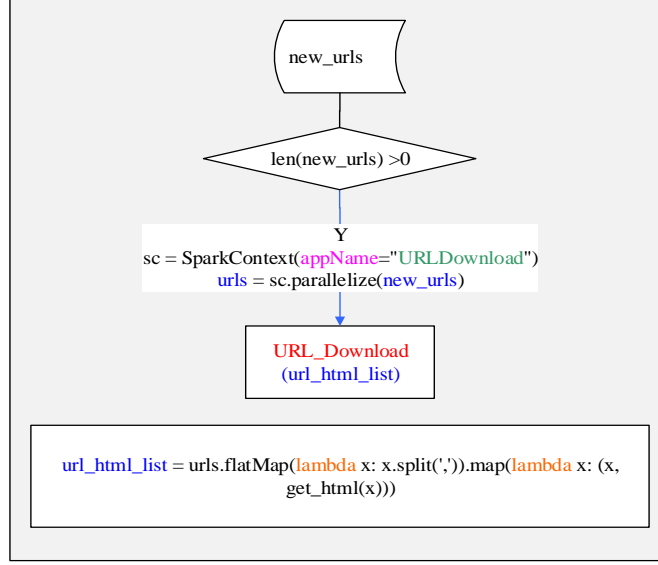 new_urls
len(new_urls) >0
Y
sc = SparkContext(appName="URLDownload")
urls = sc.parallelize(new_urls)
URL_Download
(url_html_list)
url_html_list = urls.flatMap(lambda x: x.split(',')).map(lambda x: (x,
get_html(x)))